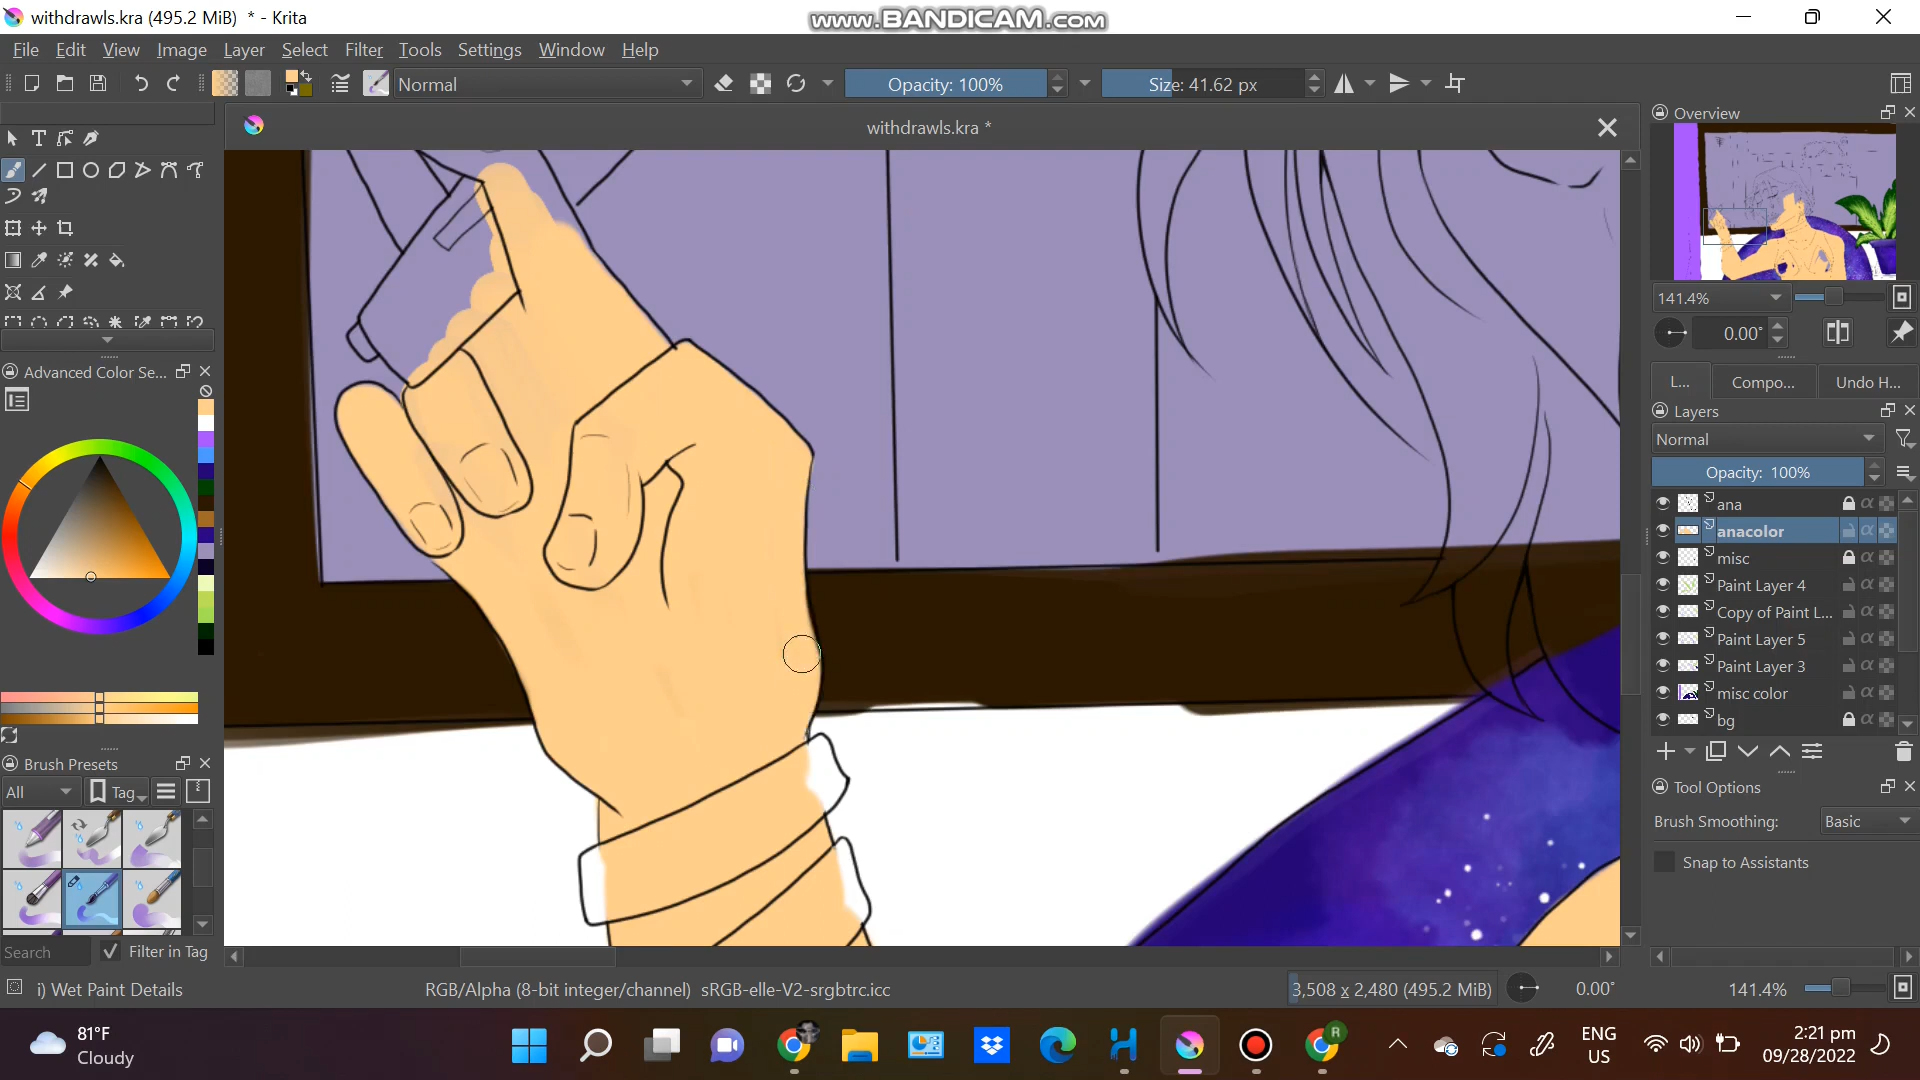 withdrawls.kra (495.2 MiB) * - Krita
www.BANDICAM.com
File Edit View Image Layer Select Filter Tools Settings Window Help
Normal
Opacity: 100%
Size: 41.62 px
withdrawls.kra *
Overview
141.4%
0.00°
Advanced Color Se...
L... Compo... Undo H...
Layers
Normal
Opacity: 100%
ana
anacolor
misc
Paint Layer 4
Copy of Paint L...
Paint Layer 5
Paint Layer 3
misc color
bg
Brush Presets
All Tag
Tool Options
Brush Smoothing: Basic
Snap to Assistants
Search Filter in Tag
i) Wet Paint Details
RGB/Alpha (8-bit integer/channel) sRGB-elle-V2-srgbtrc.icc
3,508 x 2,480 (495.2 MiB)
0.00°
141.4%
81°F
Cloudy
R
ENG
US
2:21 pm
09/28/2022